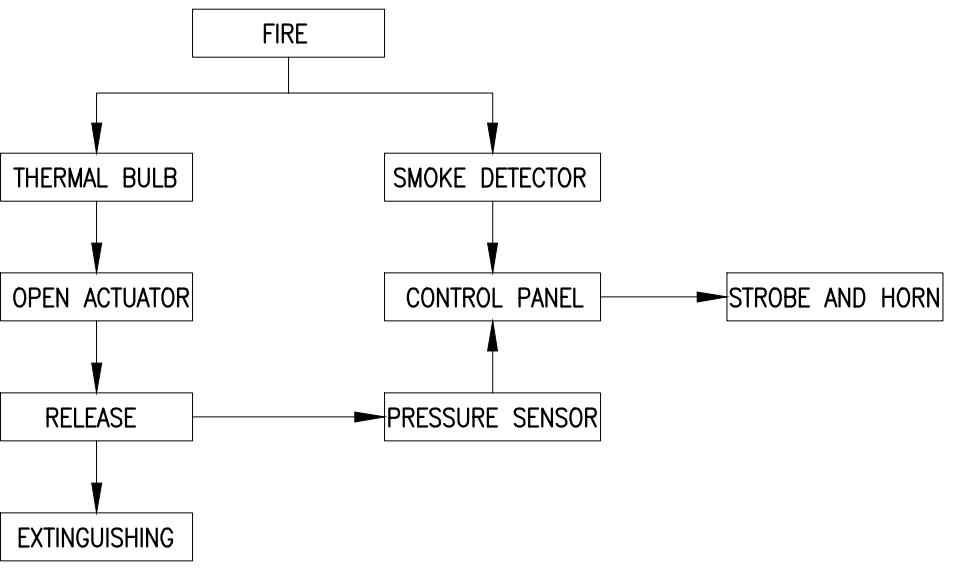 FIRE
THERMAL BULB
SMOKE DETECTOR
OPEN ACTUATOR
CONTROL PANEL
STROBE AND HORN
RELEASE
PRESSURE SENSOR
EXTINGUISHING